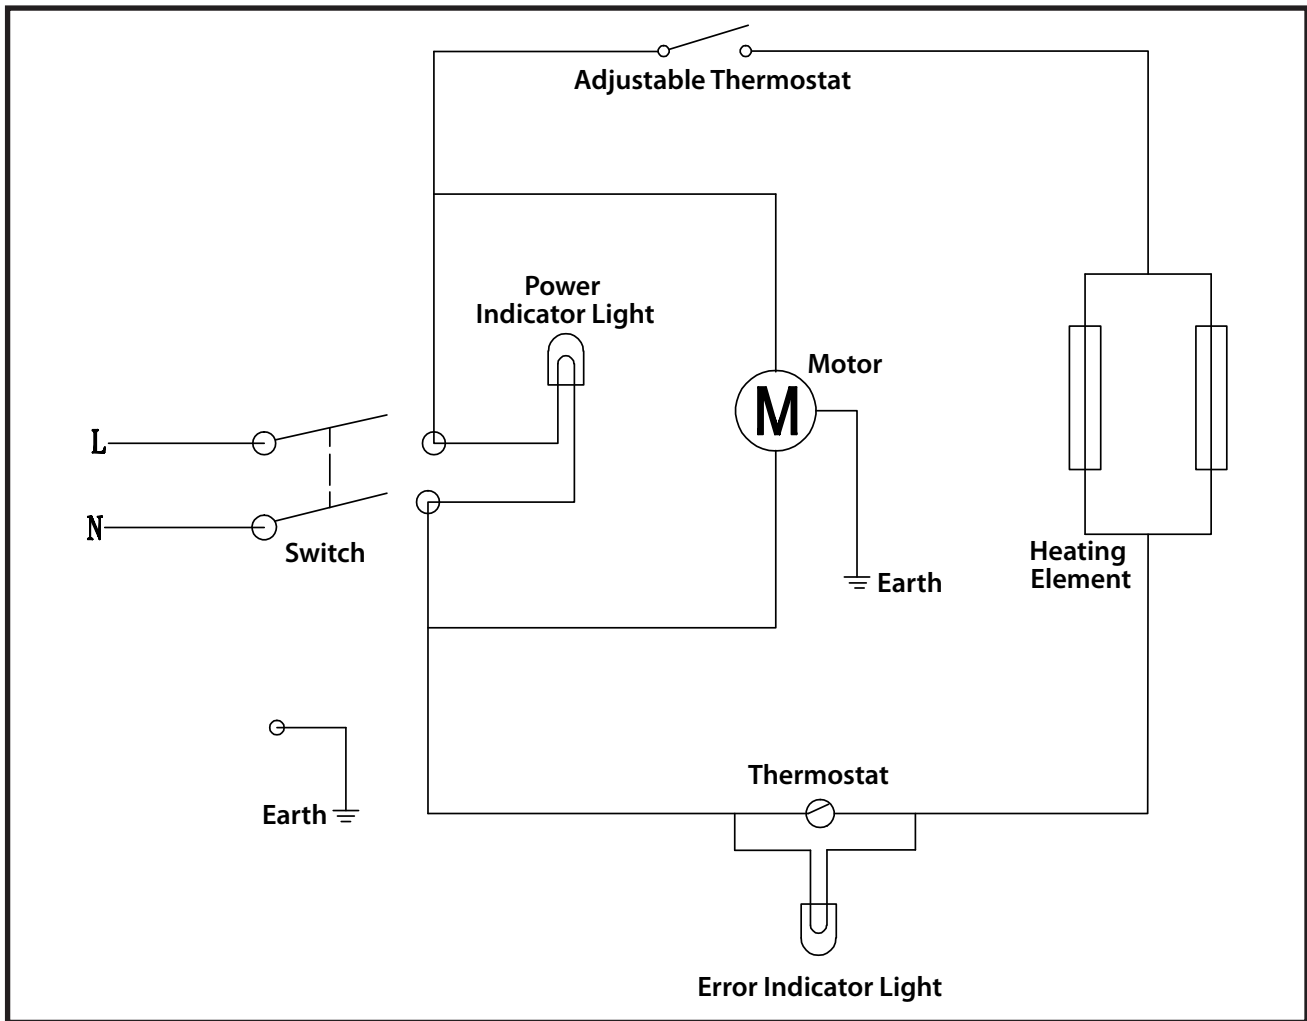 Adjustable Thermostat
Power
Indicator Light
Motor
M
L
N
Switch
Earth
Heating
Element
Thermostat
Earth
Error Indicator Light